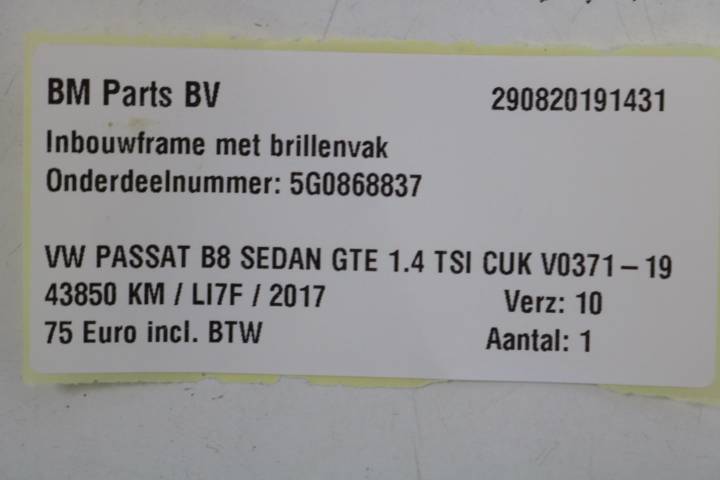 BM Parts BV 290820191431
Inbouwframe met brillenvak
Onderdeelnummer: 5G0868837
VW PASSAT B8 SEDAN GTE 1.4 TSI CUK V0371-19
43850 KM / LI7F / 2017 Verz: 10
75 Euro incl. BTW Aantal: 1